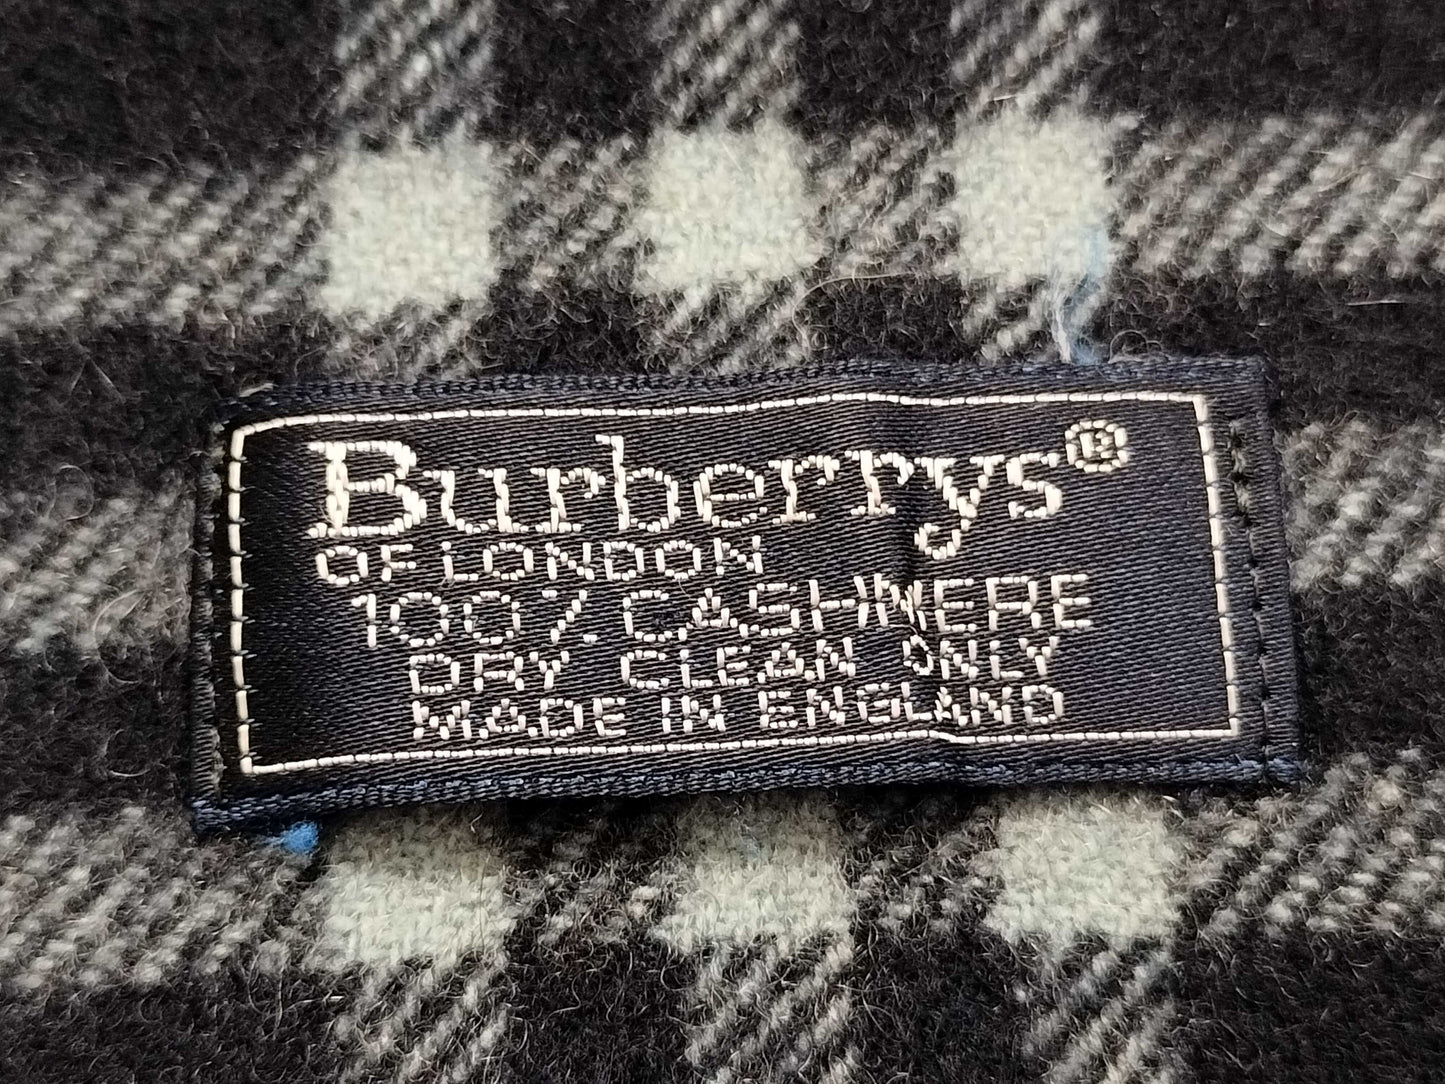 Burberrys®
OF LONDON
100% CASHMERE
DRY CLEAN ONLY
MADE IN ENGLAND